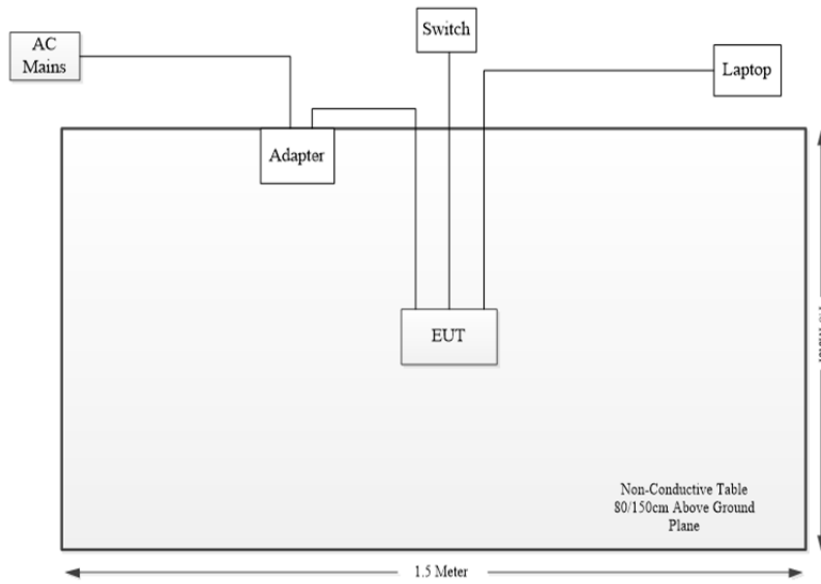 AC
Mains
Switch
Laptop
Adapter
EUT
Non-Conductive Table
80/150cm Above Ground
Plane
1.5 Meter